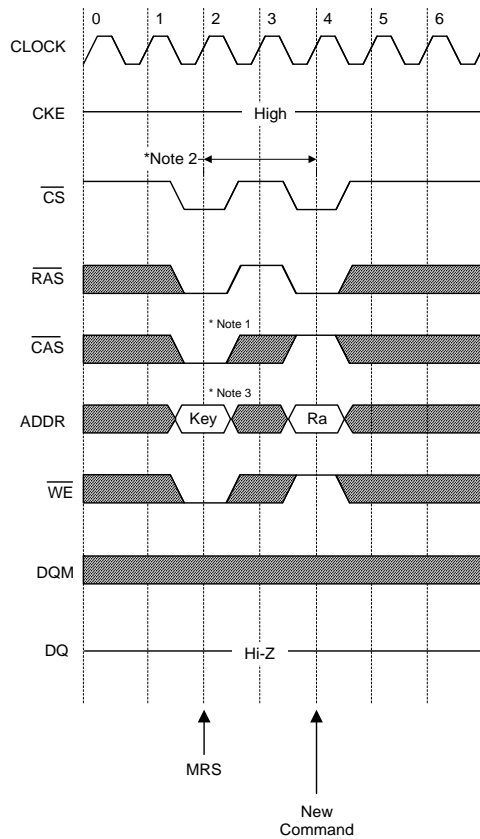 0 1 2 3 4 5 6
CLOCK
CKE
High
*Note 2
CS
RAS
* Note 1
CAS
* Note 3
ADDR
Key
Ra
WE
DQM
DQ
Hi-Z
MRS
New
Command